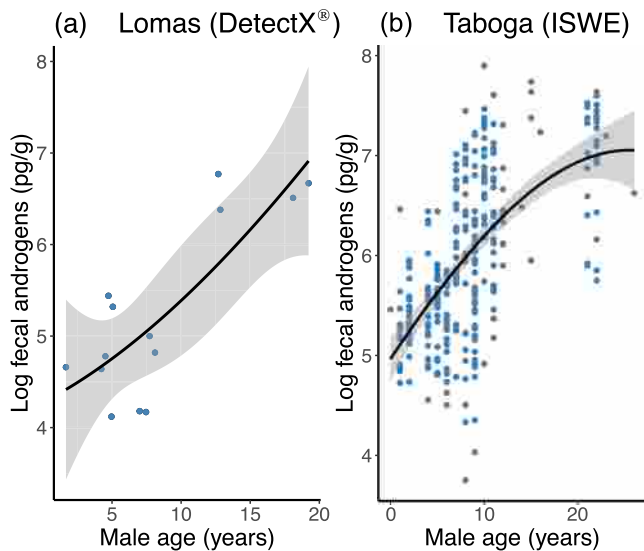 (a) Lomas (DetectX®)
Log fecal androgens (pg/g)
8
7
6
5
4
5 10 15 20
Male age (years)
(b) Taboga (ISWE)
Log fecal androgens (pg/g)
8
7
6
5
4
0 10 20
Male age (years)